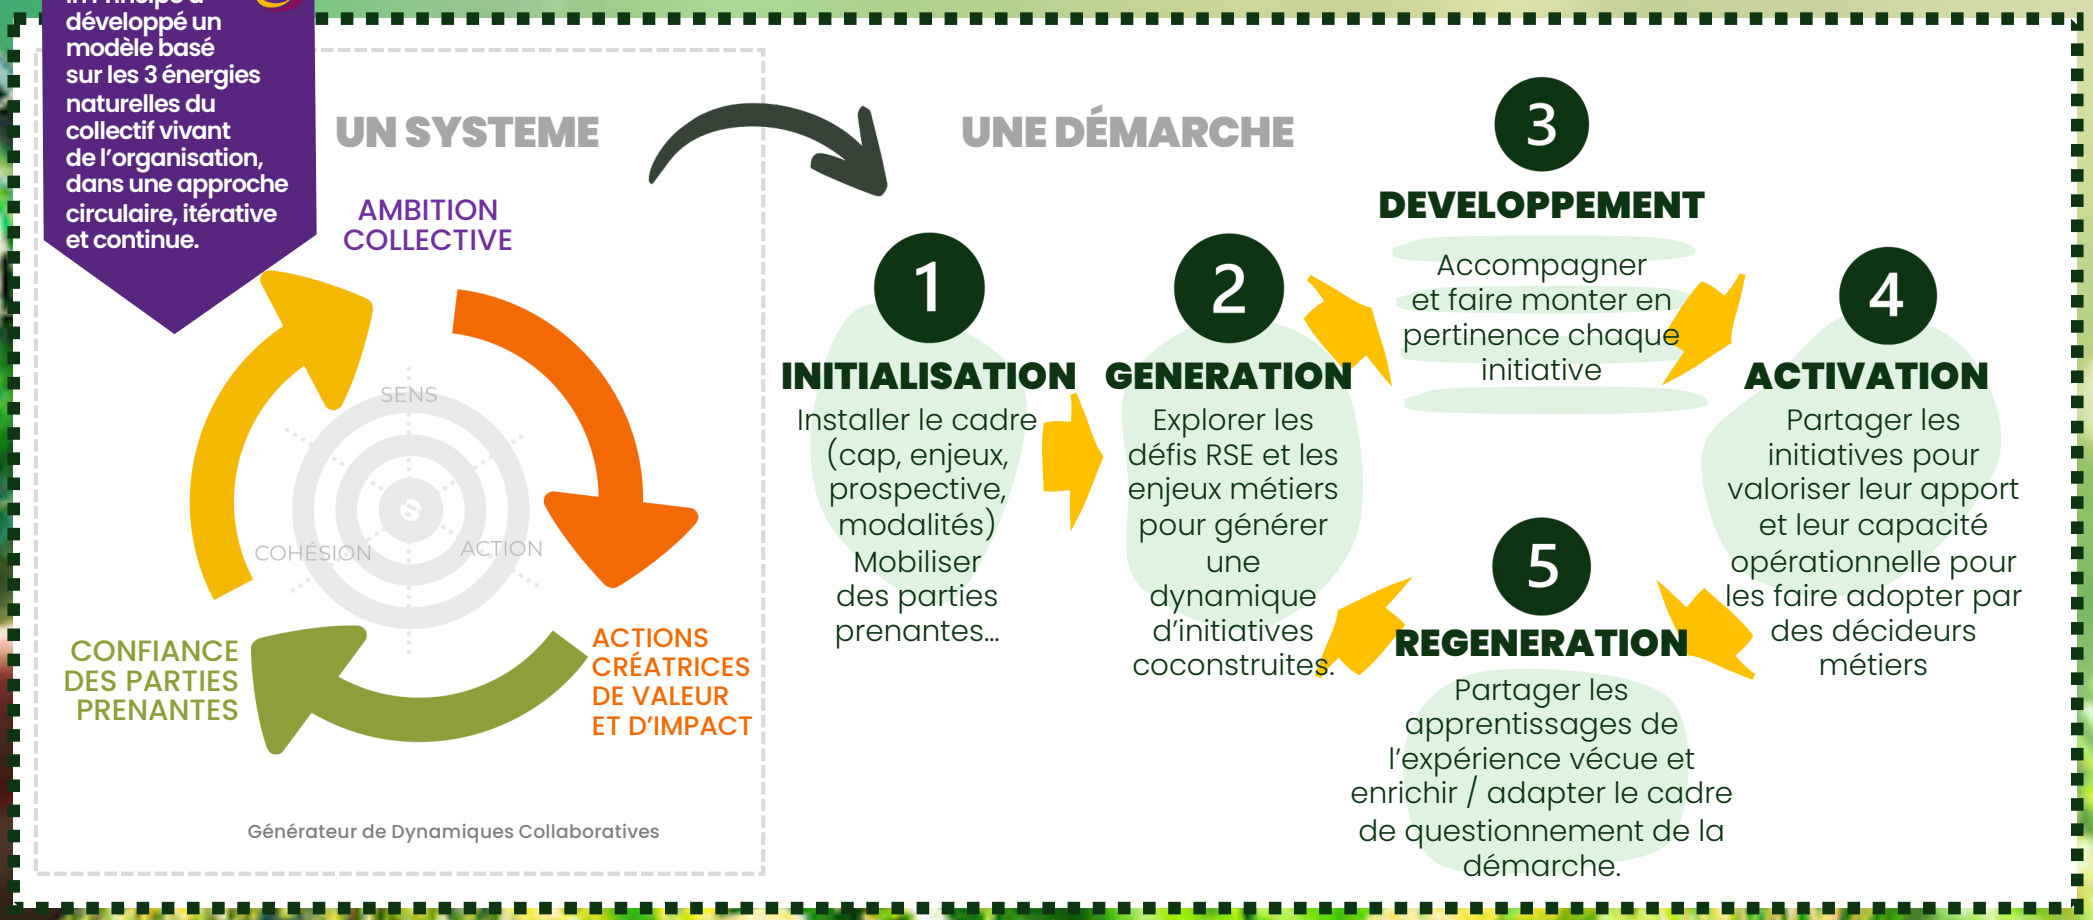 développé un
modèle basé
sur les 3 énergies
naturelles du
collectif vivant
de l'organisation,
dans une approche
circulaire, itérative
et continue.
UN SYSTEME
AMBITION
COLLECTIVE
SENS
COHÉSION
ACTION
CONFIANCE
DES PARTIES
PRENANTES
ACTIONS
CRÉATRICES
DE VALEUR
ET D'IMPACT
Générateur de Dynamiques Collaboratives
UNE DÉMARCHE
1
INITIALISATION
Installer le cadre
(cap, enjeux,
prospective,
modalités)
Mobiliser
des parties
prenantes...
2
GENERATION
Explorer les
défis RSE et les
enjeux métiers
pour générer
une
dynamique
d'initiatives
coconstruites.
3
DEVELOPPEMENT
Accompagner
et faire monter en
pertinence chaque
initiative
4
ACTIVATION
Partager les
initiatives pour
valoriser leur apport
et leur capacité
opérationnelle pour
les faire adopter par
des décideurs
métiers
5
REGENERATION
Partager les
apprentissages de
l'expérience vécue et
enrichir / adapter le cadre
de questionnement de la
démarche.